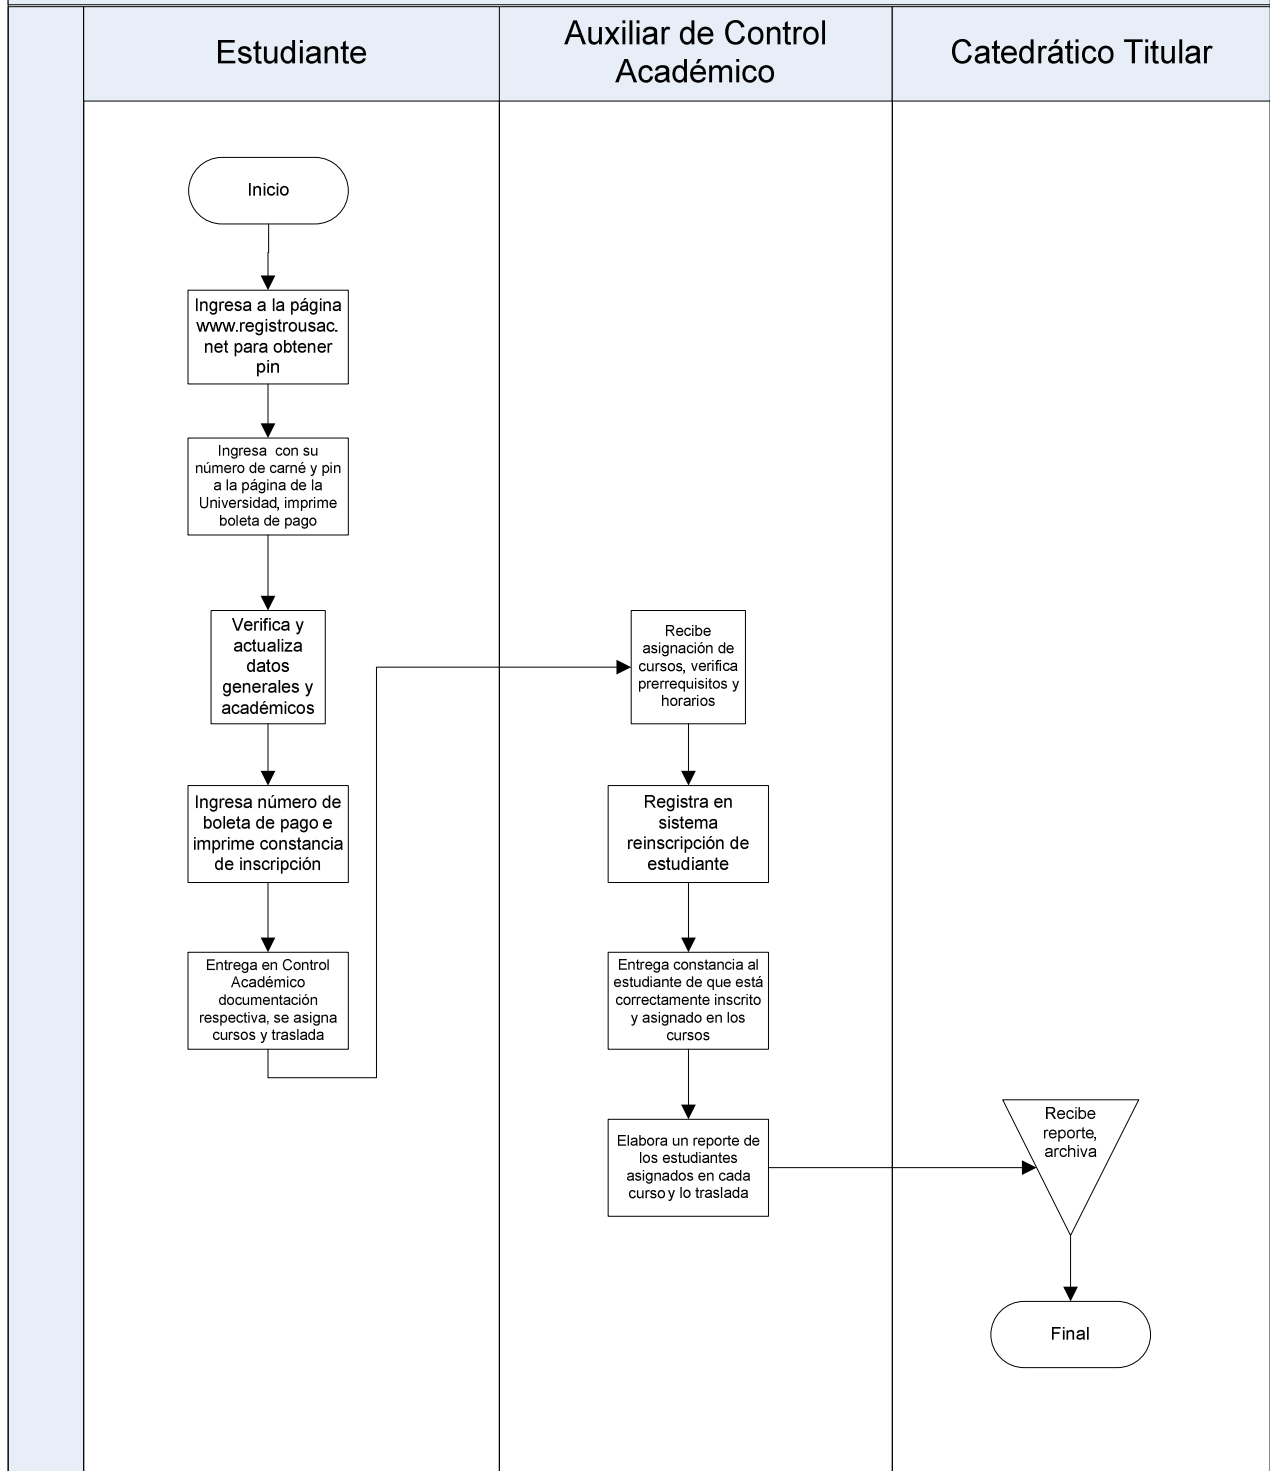 Estudiante
Auxiliar de Control
Académico
Catedrático Titular
Inicio
Ingresa a la página
www.registrousac.
net para obtener
pin
Ingresa con su
número de carné y pin
a la página de la
Universidad, imprime
boleta de pago
Verifica y
actualiza
datos
generales y
académicos
Ingresa número de
boleta de pago e
imprime constancia
de inscripción
Entrega en Control
Académico
documentación
respectiva, se asigna
cursos y traslada
Recibe
asignación de
cursos, verifica
prerrequisitos y
horarios
Registra en
sistema
reinscripción de
estudiante
Entrega constancia al
estudiante de que está
correctamente inscrito
y asignado en los
cursos
Elabora un reporte de
los estudiantes
asignados en cada
curso y lo traslada
Recibe
reporte,
archiva
Final